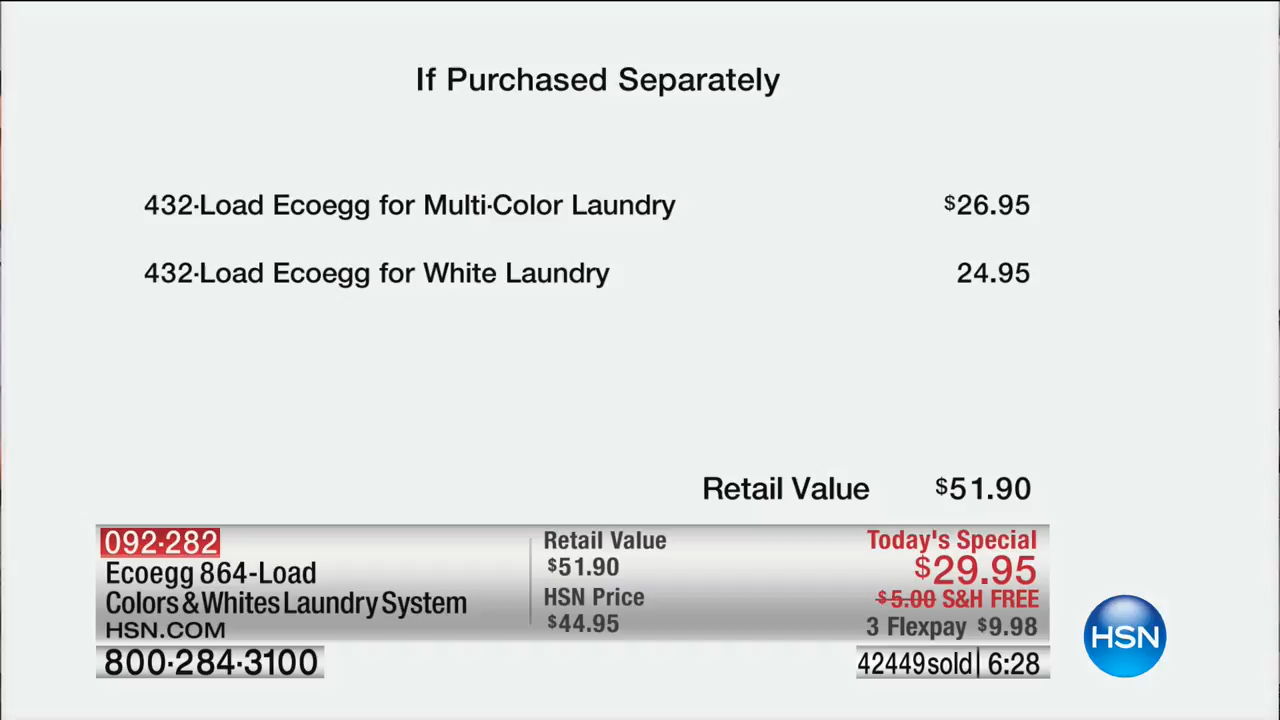 If Purchased Separately
432·Load Ecoegg for Multi·Color Laundry $26.95
432·Load Ecoegg for White Laundry 24.95
Retail Value $51.90
092·282
Ecoegg 864-Load
Colors & Whites Laundry System
HSN.COM
800·284·3100
Retail Value
$51.90
HSN Price
$44.95
Today's Special
$29.95
$5.00 S&H FREE
3 Flexpay $9.98
42449sold | 6:28
HSN